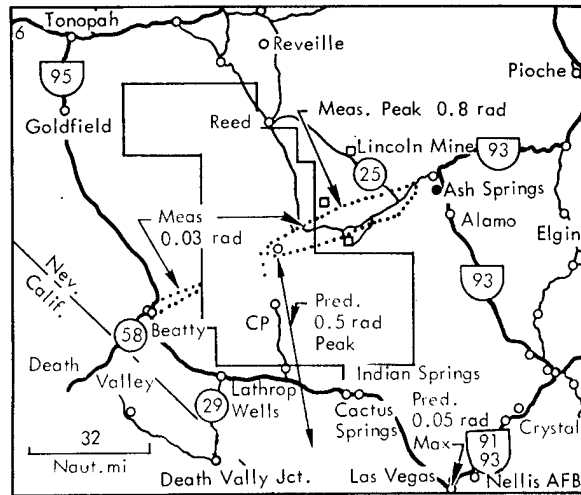 6
Tonopah
Reveille
95
Pioche
Meas. Peak 0.8 rad
Goldfield
Reed
Lincoln Mine
93
25
Ash Springs
Meas
0.03 rad
Alamo
Elgin
Nev.
Calif.
93
Pred.
0.5 rad
Peak
CP
58
Beatty
Death
Valley
Lathrop
Wells
29
Indian Springs
Cactus
Springs
Pred.
0.05 rad
Max
91
93
Crystal
32
Naut.mi
Death Vally Jct.
Las Vegas
Nellis AFB